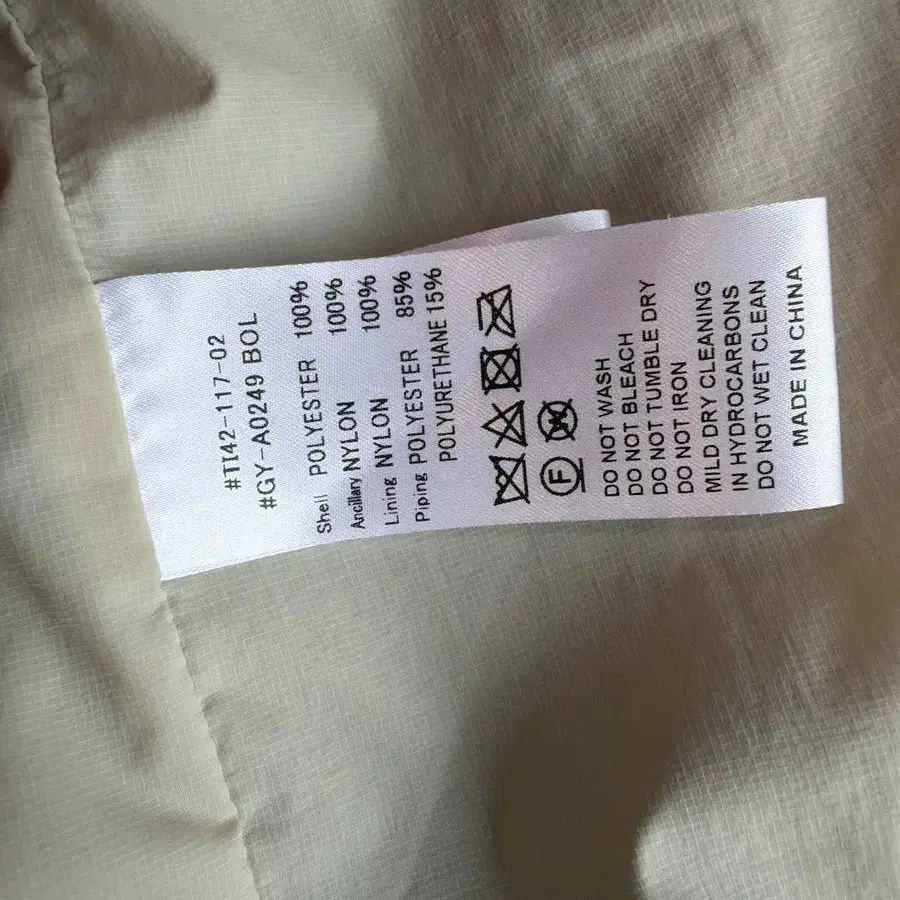 #TI42-117-02
#GY-A0249 BOL
Shell POLYESTER 100%
Ancillary NYLON 100%
Lining NYLON 100%
Piping POLYESTER 85%
POLYURETHANE 15%
F W
DO NOT WASH
DO NOT BLEACH
DO NOT TUMBLE DRY
DO NOT IRON
MILD DRY CLEANING
IN HYDROCARBONS
DO NOT WET CLEAN
MADE IN CHINA